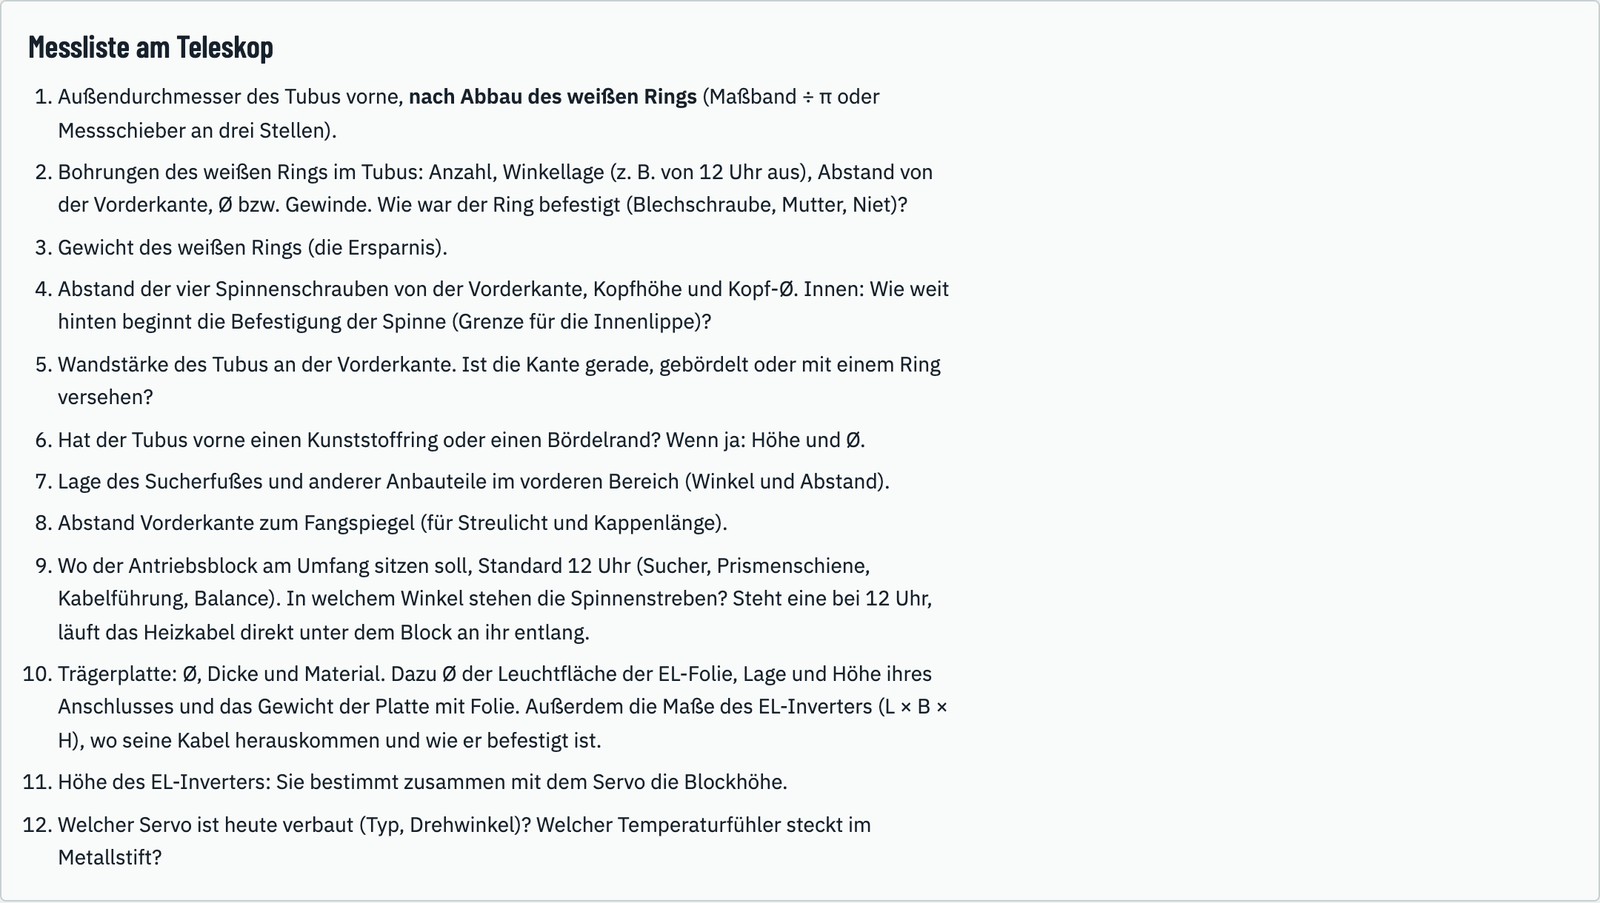 Messliste am Teleskop
1. Außendurchmesser des Tubus vorne, nach Abbau des weißen Rings (Maßband ÷ π oder
Messschieber an drei Stellen).
2. Bohrungen des weißen Rings im Tubus: Anzahl, Winkellage (z. B. von 12 Uhr aus), Abstand von
der Vorderkante, Ø bzw. Gewinde. Wie war der Ring befestigt (Blechschraube, Mutter, Niet)?
3. Gewicht des weißen Rings (die Ersparnis).
4. Abstand der vier Spinnenschrauben von der Vorderkante, Kopfhöhe und Kopf-Ø. Innen: Wie weit
hinten beginnt die Befestigung der Spinne (Grenze für die Innenlippe)?
5. Wandstärke des Tubus an der Vorderkante. Ist die Kante gerade, gebördelt oder mit einem Ring
versehen?
6. Hat der Tubus vorne einen Kunststoffring oder einen Bördelrand? Wenn ja: Höhe und Ø.
7. Lage des Sucherfußes und anderer Anbauteile im vorderen Bereich (Winkel und Abstand).
8. Abstand Vorderkante zum Fangspiegel (für Streulicht und Kappenlänge).
9. Wo der Antriebsblock am Umfang sitzen soll, Standard 12 Uhr (Sucher, Prismenschiene,
Kabelführung, Balance). In welchem Winkel stehen die Spinnenstreben? Steht eine bei 12 Uhr,
läuft das Heizkabel direkt unter dem Block an ihr entlang.
10. Trägerplatte: Ø, Dicke und Material. Dazu Ø der Leuchtfläche der EL-Folie, Lage und Höhe ihres
Anschlusses und das Gewicht der Platte mit Folie. Außerdem die Maße des EL-Inverters (L × B ×
H), wo seine Kabel herauskommen und wie er befestigt ist.
11. Höhe des EL-Inverters: Sie bestimmt zusammen mit dem Servo die Blockhöhe.
12. Welcher Servo ist heute verbaut (Typ, Drehwinkel)? Welcher Temperaturfühler steckt im
Metallstift?